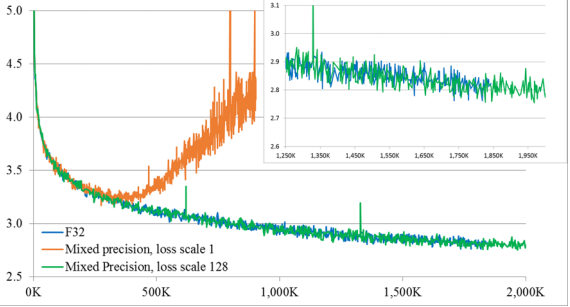 5.0
4.5
4.0
3.5
3.0
2.5
0K
500K
1,000K
1,500K
2,000K
F32
Mixed precision, loss scale 1
Mixed Precision, loss scale 128
3.1
3.0
2.9
2.8
2.7
2.6
1,250K
1,350K
1,450K
1,550K
1,650K
1,750K
1,850K
1,950K